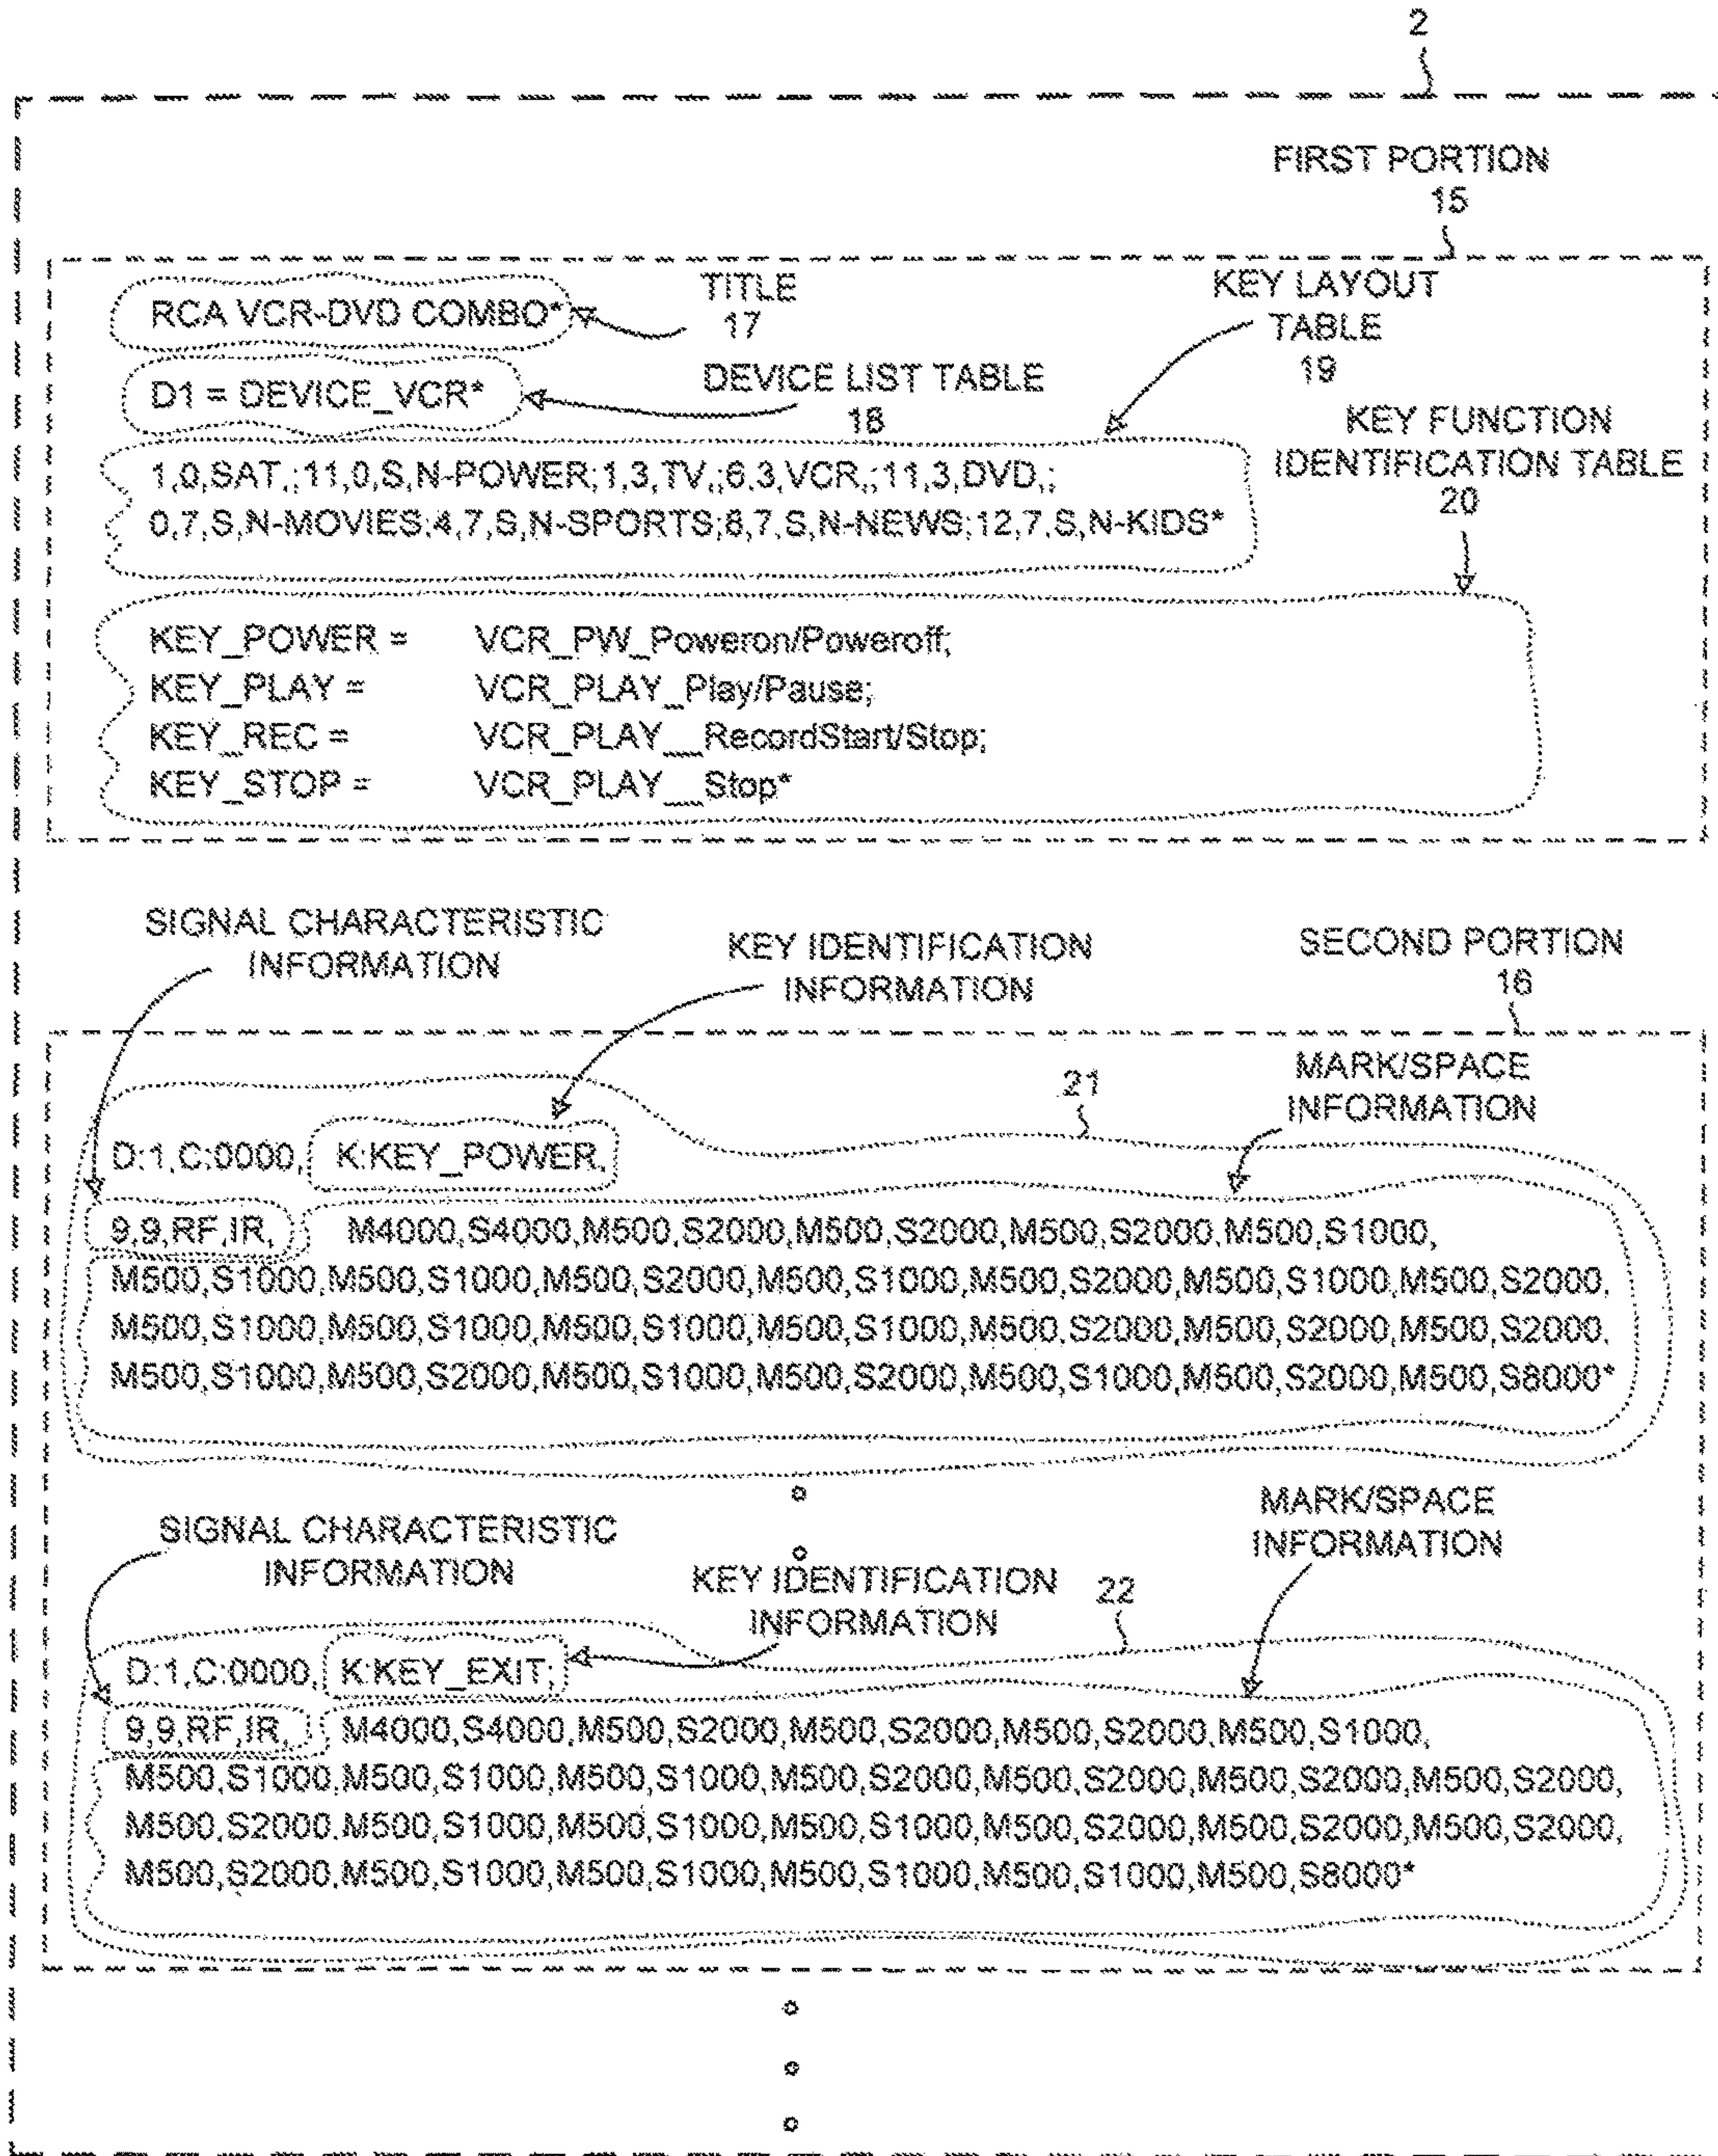 2
FIRST PORTION
15
RCA VCR-DVD COMBO*
TITLE
17
KEY LAYOUT
TABLE
19
D1 = DEVICE_VCR*
DEVICE LIST TABLE
18
KEY FUNCTION
IDENTIFICATION TABLE
20
1,0,SAT,;11,0,S,N-POWER;1,3,TV,;6,3,VCR,;11,3,DVD,;
0,7,S,N-MOVIES;4,7,S,N-SPORTS;8,7,S,N-NEWS;12,7,S,N-KIDS*
KEY_POWER = VCR_PW_Poweron/Poweroff;
KEY_PLAY = VCR_PLAY_Play/Pause;
KEY_REC = VCR_PLAY__RecordStart/Stop;
KEY_STOP = VCR_PLAY__Stop*
SIGNAL CHARACTERISTIC
INFORMATION
KEY IDENTIFICATION
INFORMATION
SECOND PORTION
16
21
MARK/SPACE
INFORMATION
D:1,C:0000, K:KEY_POWER,
9,9,RF,IR, M4000,S4000,M500,S2000,M500,S2000,M500,S2000,M500,S1000,
M500,S1000,M500,S1000,M500,S2000,M500,S1000,M500,S2000,M500,S1000,M500,S2000,
M500,S1000,M500,S1000,M500,S1000,M500,S1000,M500,S2000,M500,S2000,M500,S2000,
M500,S1000,M500,S2000,M500,S1000,M500,S2000,M500,S1000,M500,S2000,M500,S8000*
SIGNAL CHARACTERISTIC
INFORMATION
KEY IDENTIFICATION
INFORMATION
22
MARK/SPACE
INFORMATION
D:1,C:0000, K:KEY_EXIT;
9,9,RF,IR, M4000,S4000,M500,S2000,M500,S2000,M500,S2000,M500,S1000,
M500,S1000,M500,S1000,M500,S1000,M500,S2000,M500,S2000,M500,S2000,M500,S2000,
M500,S2000,M500,S1000,M500,S1000,M500,S1000,M500,S2000,M500,S2000,M500,S2000,
M500,S2000,M500,S1000,M500,S1000,M500,S1000,M500,S1000,M500,S8000*